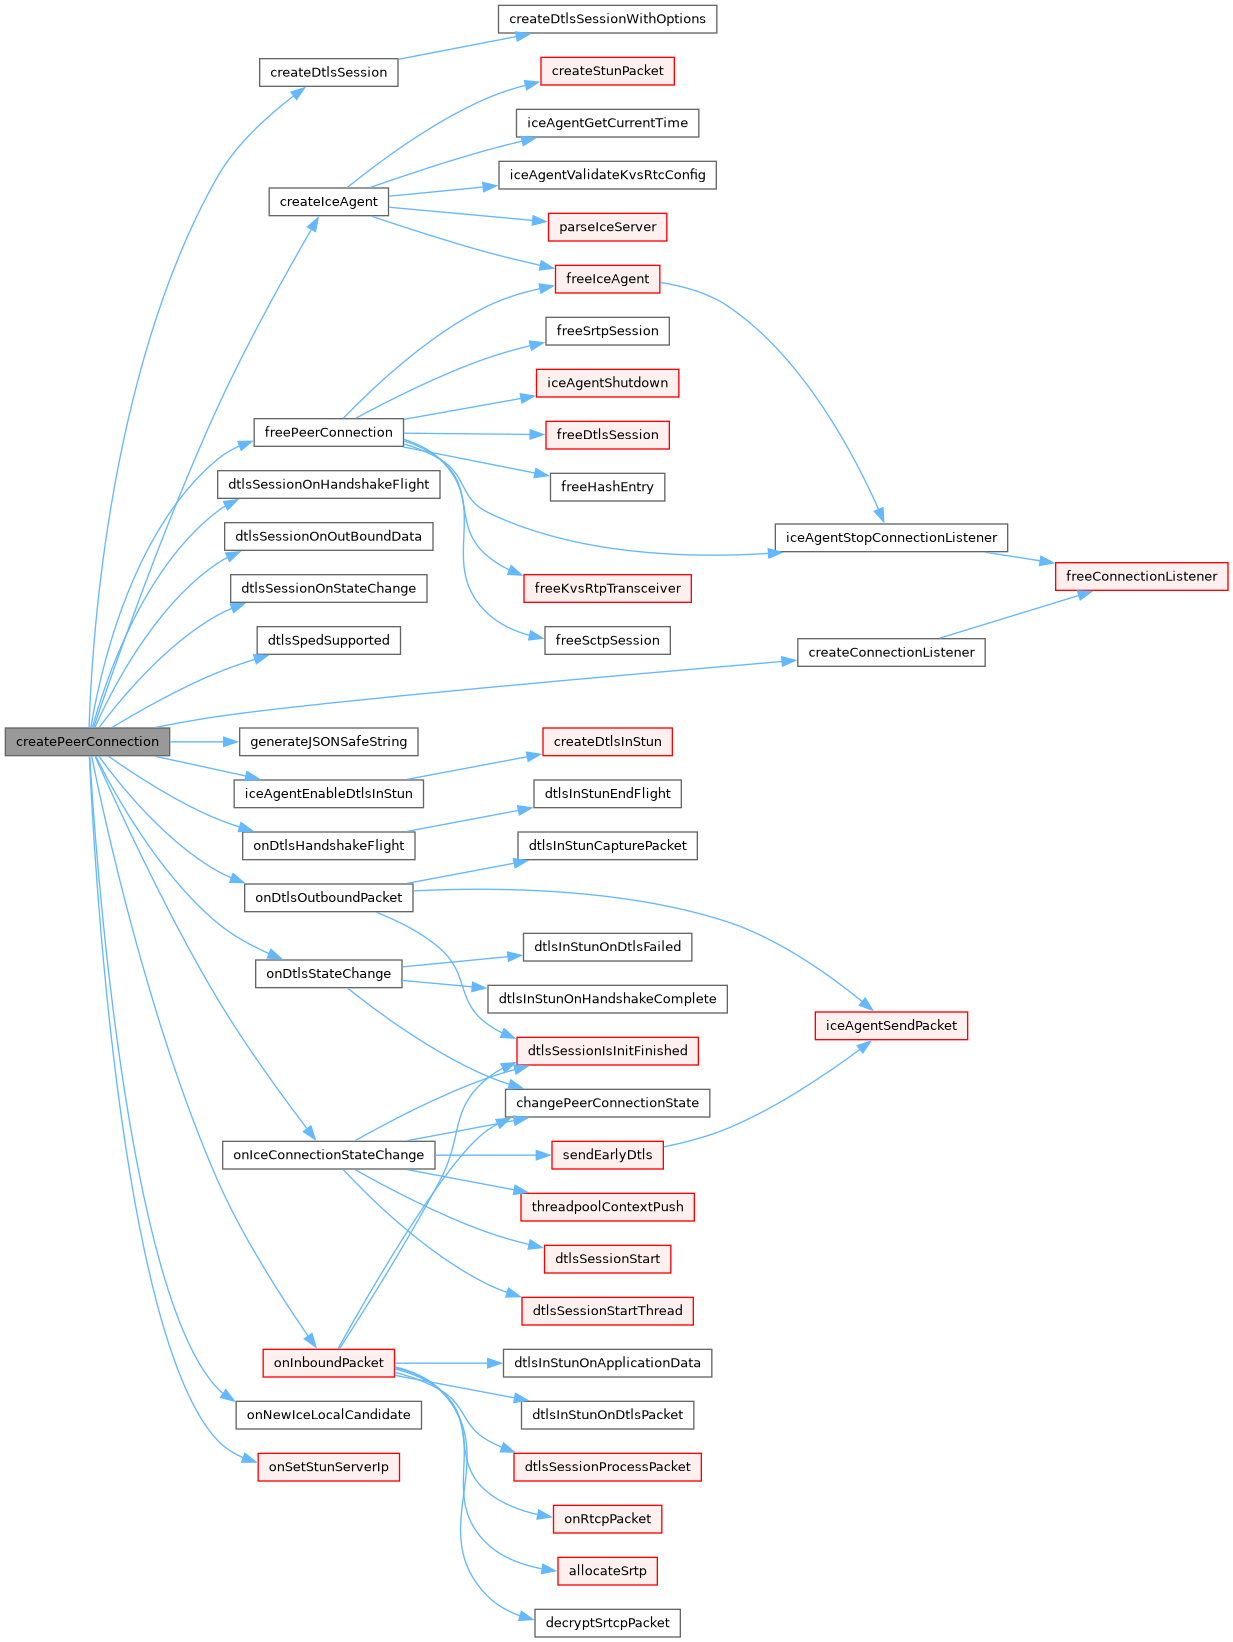 createDtlsSessionWithOptions
createDtlsSession
createStunPacket
iceAgentGetCurrentTime
iceAgentValidateKvsRtcConfig
createIceAgent
parseIceServer
freeIceAgent
freeSrtpSession
iceAgentShutdown
freePeerConnection
freeDtlsSession
dtlsSessionOnHandshakeFlight
freeHashEntry
dtlsSessionOnOutBoundData
iceAgentStopConnectionListener
freeConnectionListener
dtlsSessionOnStateChange
freeKvsRtpTransceiver
dtlsSpedSupported
freeSctpSession
createConnectionListener
createPeerConnection
generateJSONSafeString
createDtlsInStun
iceAgentEnableDtlsInStun
dtlsInStunEndFlight
onDtlsHandshakeFlight
dtlsInStunCapturePacket
onDtlsOutboundPacket
dtlsInStunOnDtlsFailed
onDtlsStateChange
dtlsInStunOnHandshakeComplete
iceAgentSendPacket
dtlsSessionIsInitFinished
changePeerConnectionState
onIceConnectionStateChange
sendEarlyDtls
threadpoolContextPush
dtlsSessionStart
dtlsSessionStartThread
onInboundPacket
dtlsInStunOnApplicationData
onNewIceLocalCandidate
dtlsInStunOnDtlsPacket
onSetStunServerIp
dtlsSessionProcessPacket
onRtcpPacket
allocateSrtp
decryptSrtcpPacket